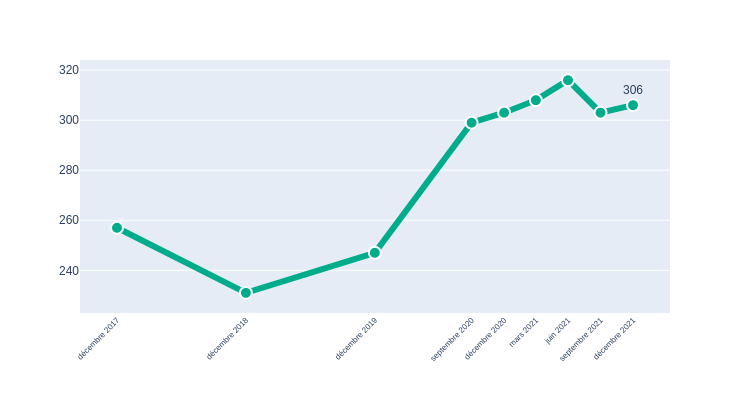 320
300
280
260
240
306
décembre 2017
décembre 2018
décembre 2019
septembre 2020
décembre 2020
mars 2021
juin 2021
septembre 2021
décembre 2021